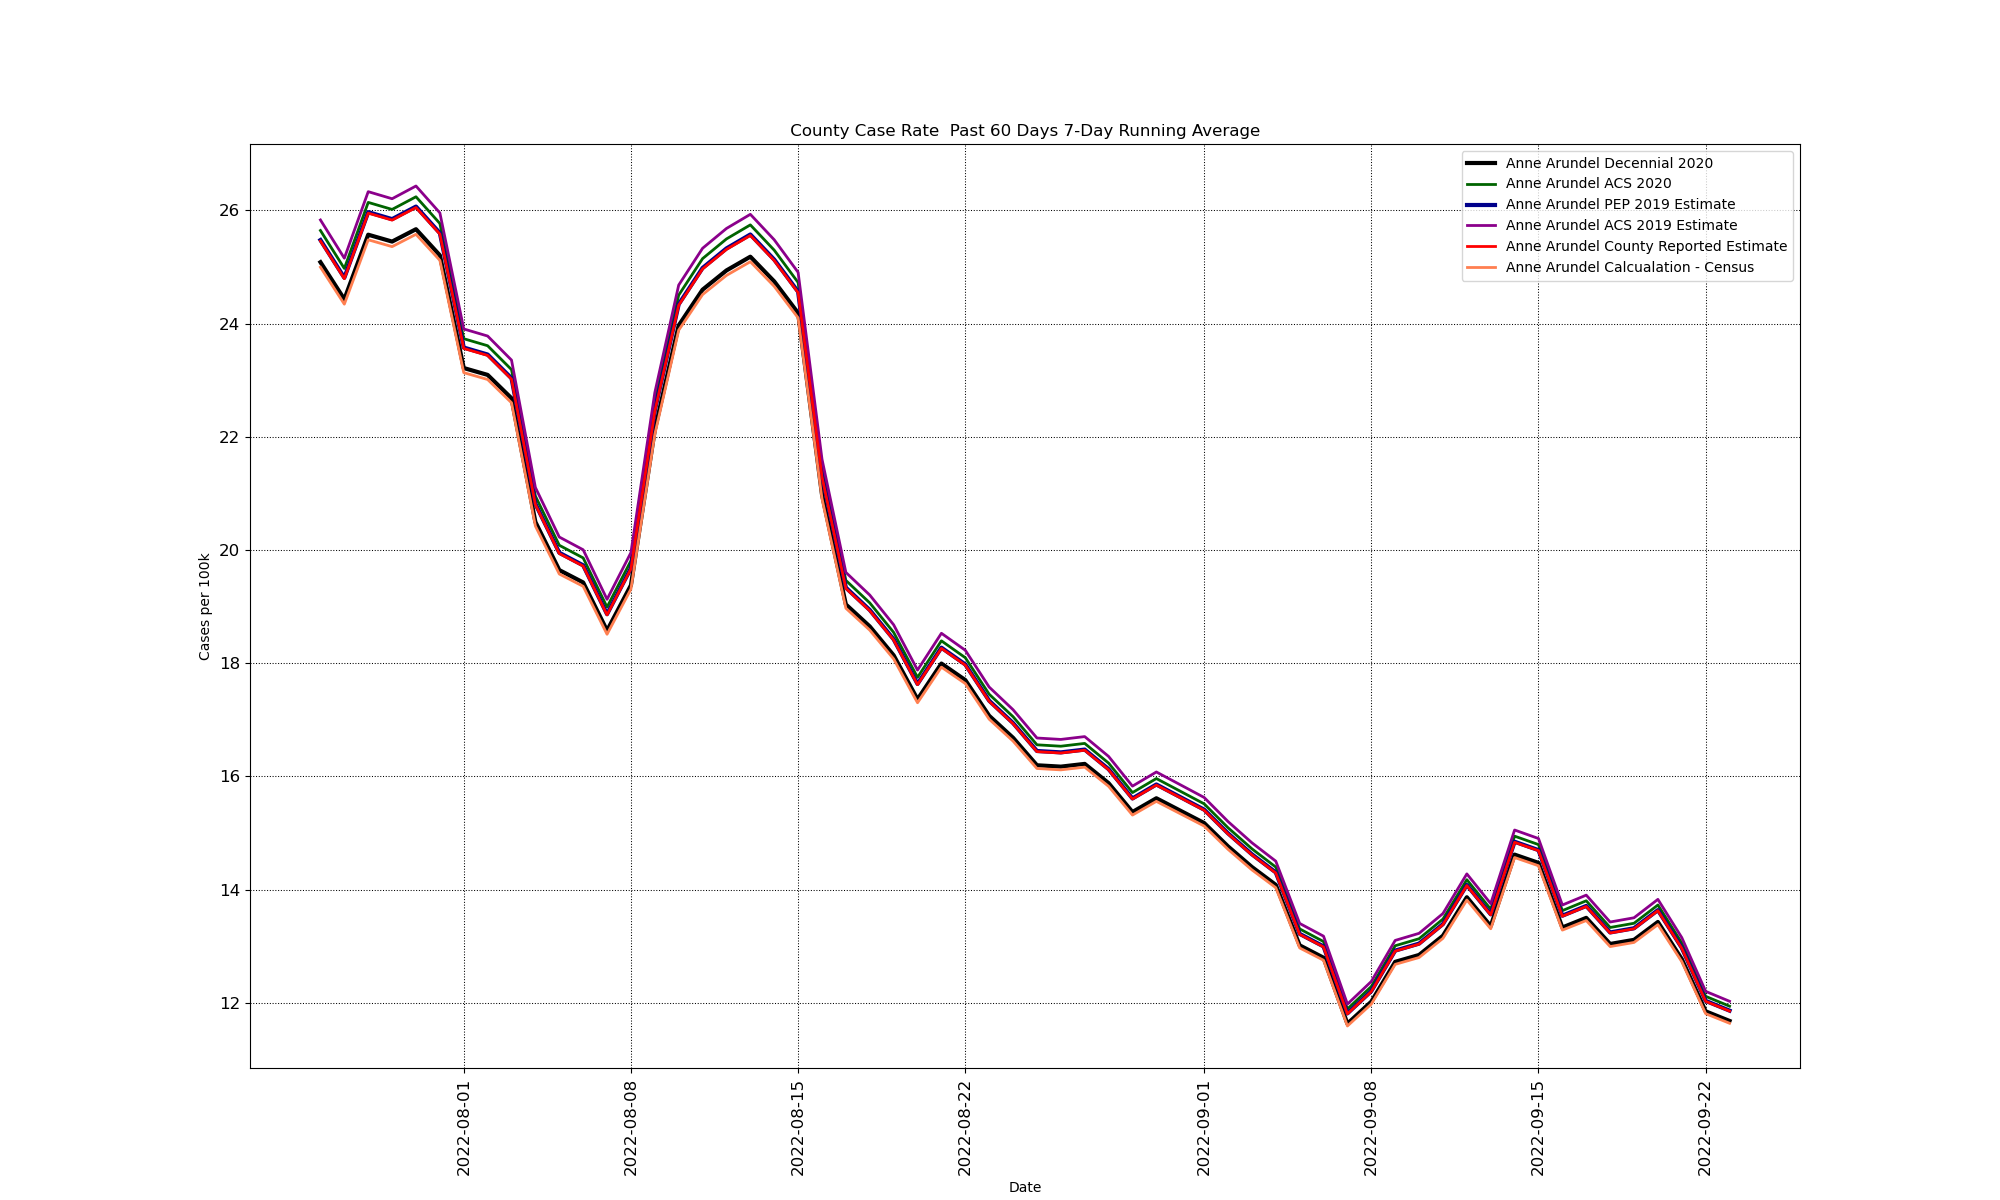 County Case Rate  Past 60 Days 7-Day Running Average
Anne Arundel Decennial 2020
Anne Arundel ACS 2020
Anne Arundel PEP 2019 Estimate
Anne Arundel ACS 2019 Estimate
Anne Arundel County Reported Estimate
Anne Arundel Calcualation - Census
26
24
22
20
18
16
14
12
Cases per 100k
2022-08-01
2022-08-08
2022-08-15
2022-08-22
2022-09-01
2022-09-08
2022-09-15
2022-09-22
Date